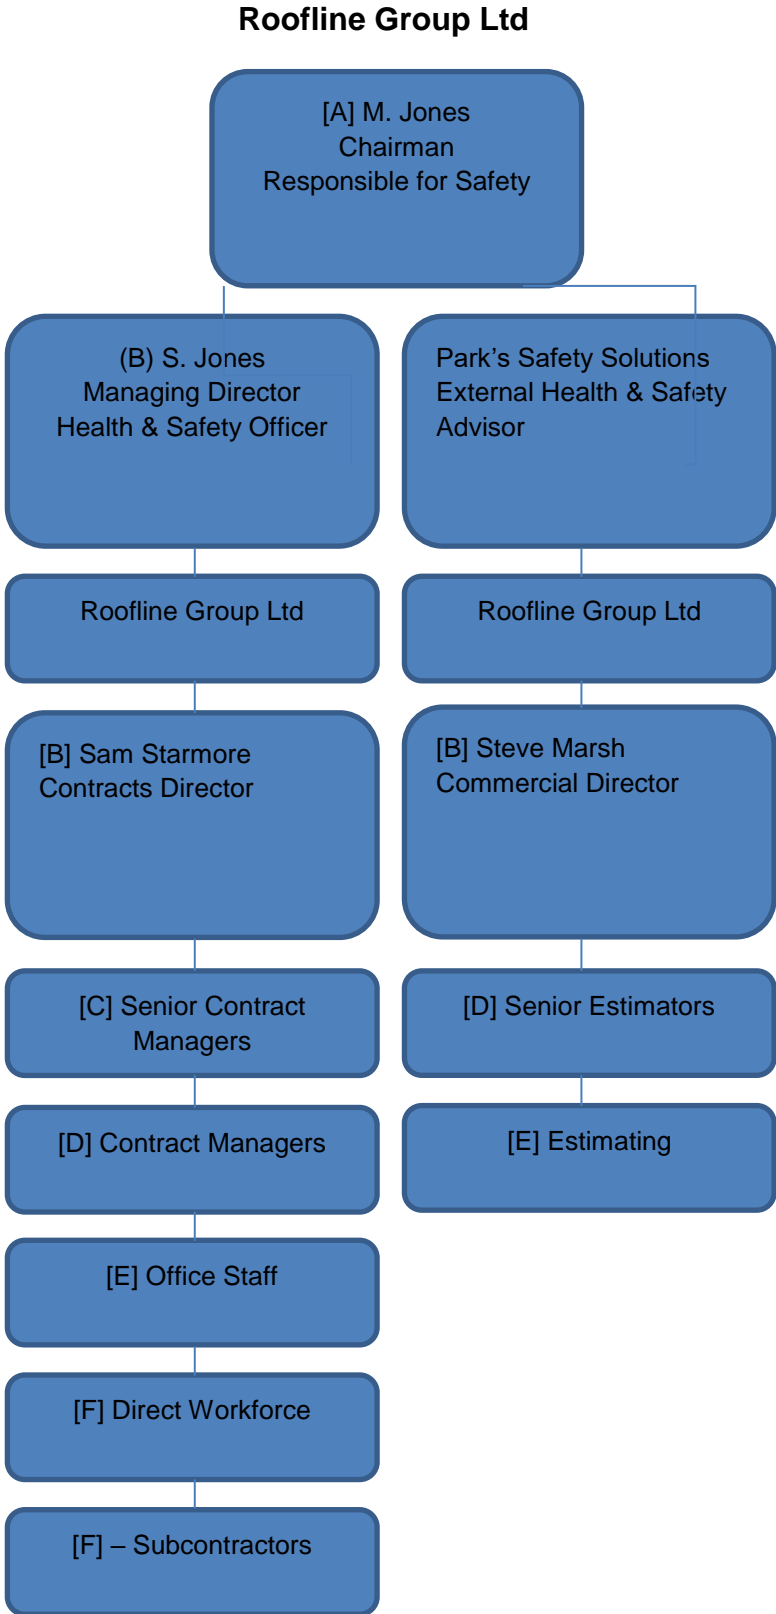 Roofline Group Ltd
[A] M. Jones
Chairman
Responsible for Safety
(B) S. Jones
Managing Director
Health & Safety Officer
Park’s Safety Solutions
External Health & Safety
Advisor
Roofline Group Ltd
Roofline Group Ltd
[B] Sam Starmore
Contracts Director
[B] Steve Marsh
Commercial Director
[C] Senior Contract
Managers
[D] Senior Estimators
[D] Contract Managers
[E] Estimating
[E] Office Staff
[F] Direct Workforce
[F] – Subcontractors